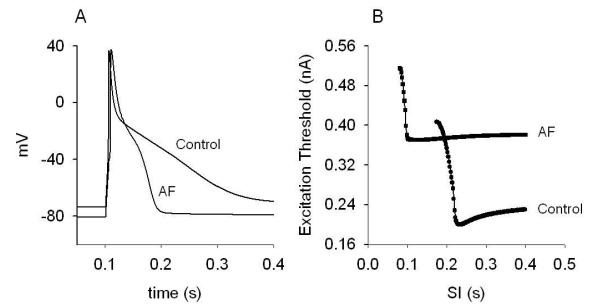 A
40
0
-40
-80
mV
Control
AF
0.1
0.2
0.3
0.4
time (s)
B
0.56
0.48
0.40
0.32
0.24
0.16
Excitation Threshold (nA)
AF
Control
0.0
0.1
0.2
0.3
0.4
0.5
SI (s)